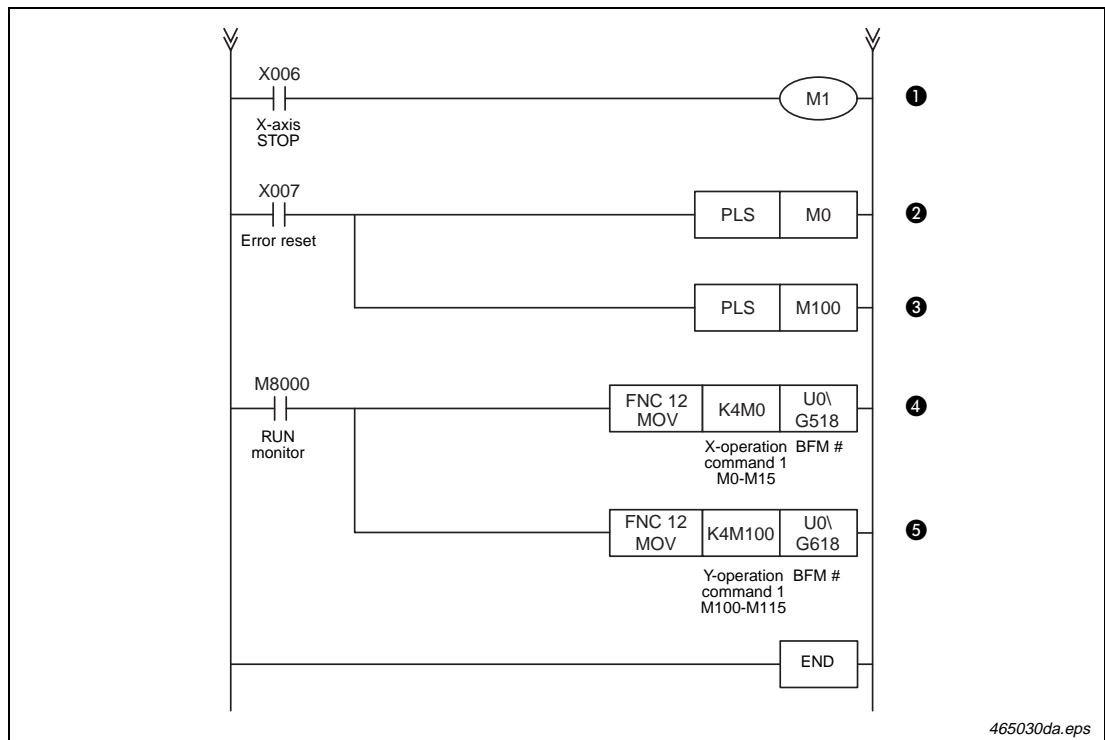 X006
X-axis
STOP
M1
❶
X007
Error reset
PLS M0
❷
PLS M100
❸
M8000
RUN
monitor
FNC 12
MOV
K4M0
U0\
G518
❹
X-operation
command 1
M0-M15
BFM #
FNC 12
MOV
K4M100
U0\
G618
❺
Y-operation
command 1
M100-M115
BFM #
END
465030da.eps